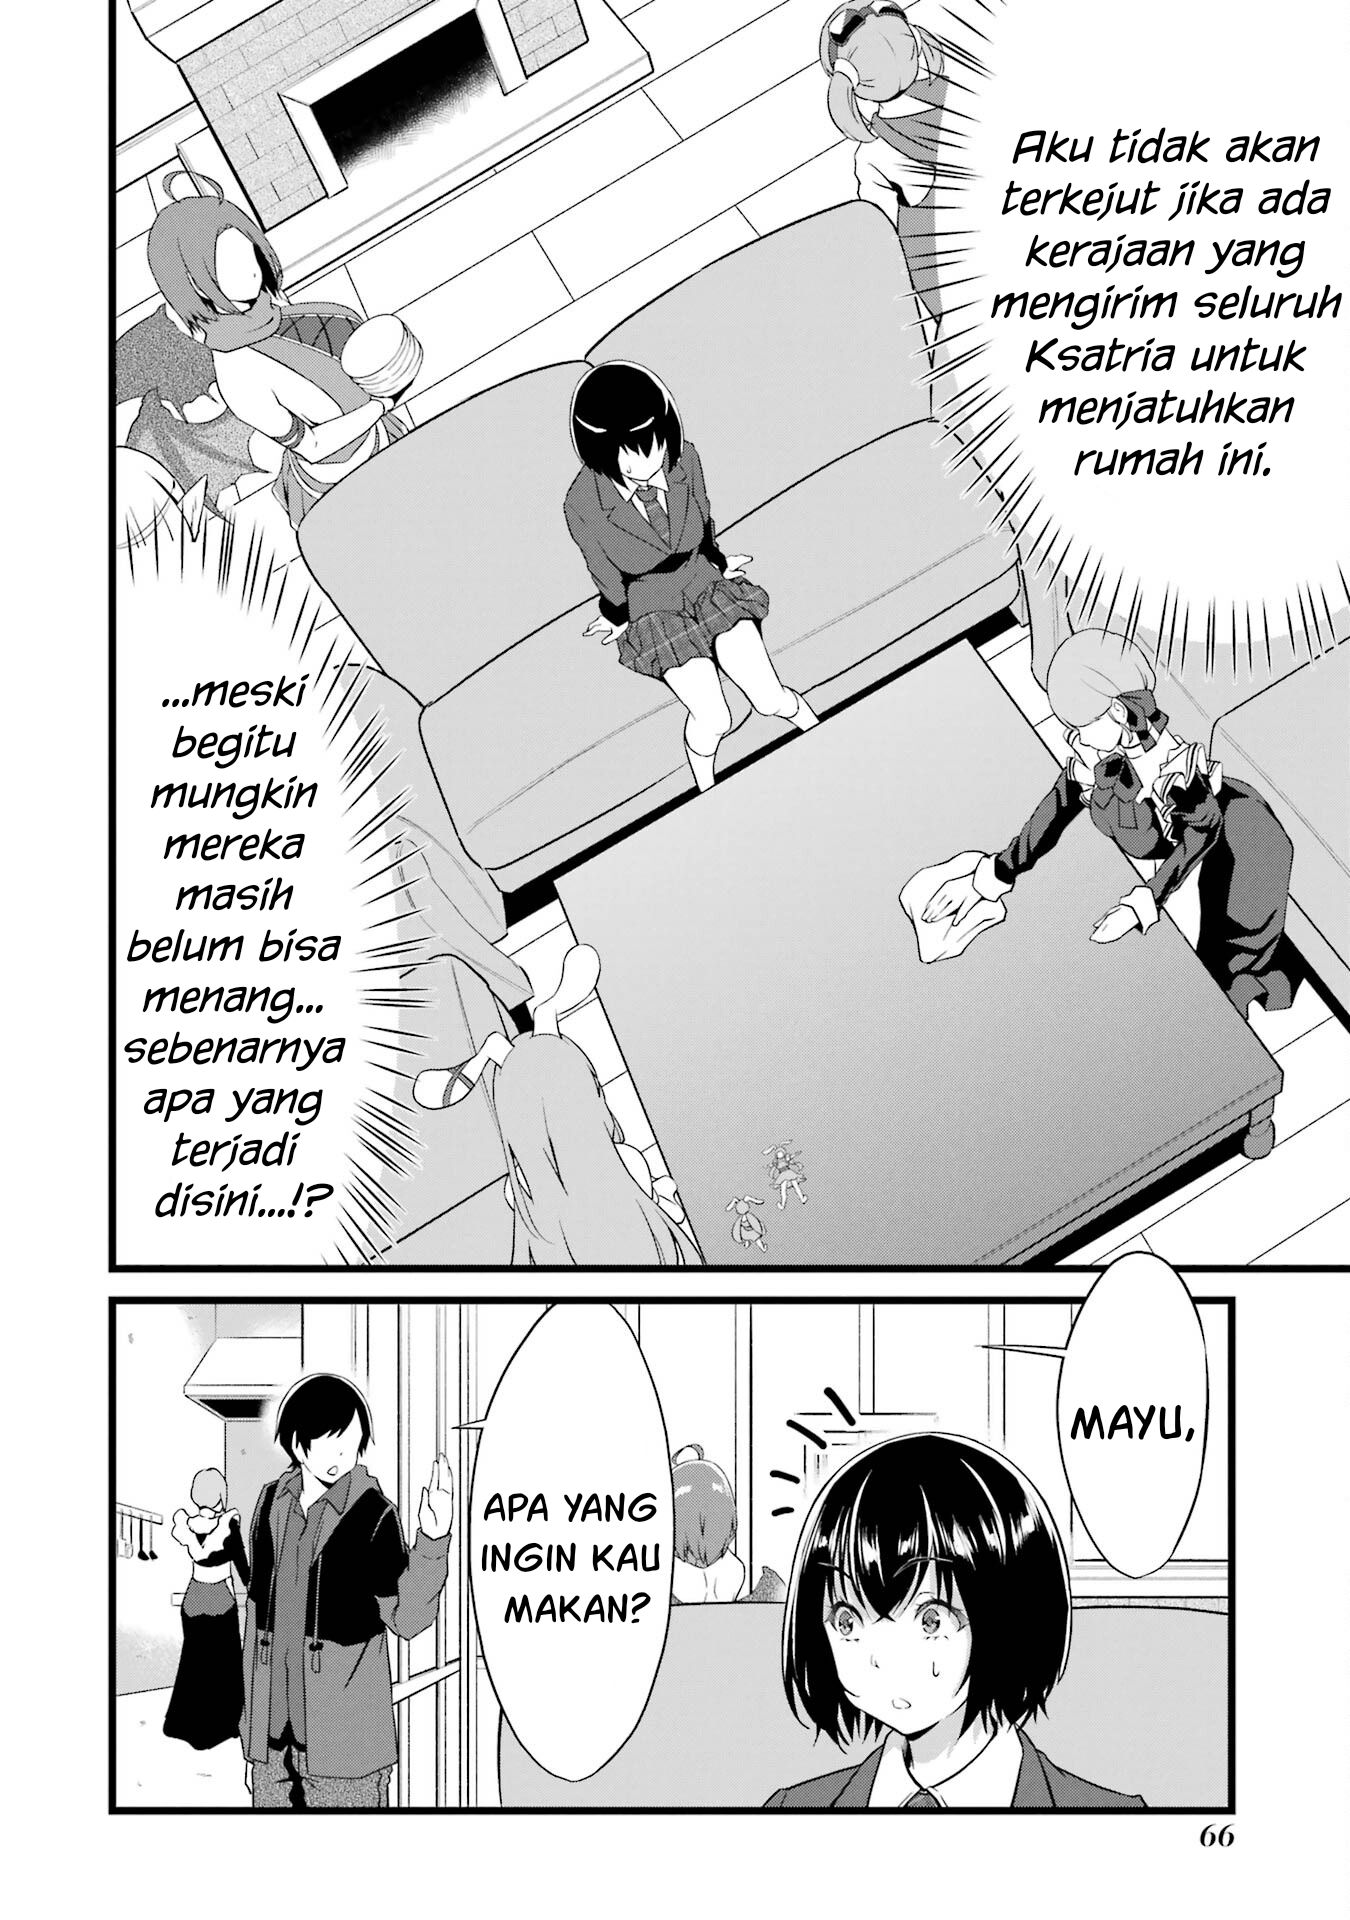 Aku tidak akan
terkejut jika ada
kerajaan yang
mengirim seluruh
Ksatria untuk
menjatuhkan
rumah ini.
...meski
begitu
mungkin
mereka
masih
belum bisa
menang...
sebenarnya
apa yang
terjadi
disini...!?
MAYU,
APA YANG
INGIN KAU
MAKAN?
66